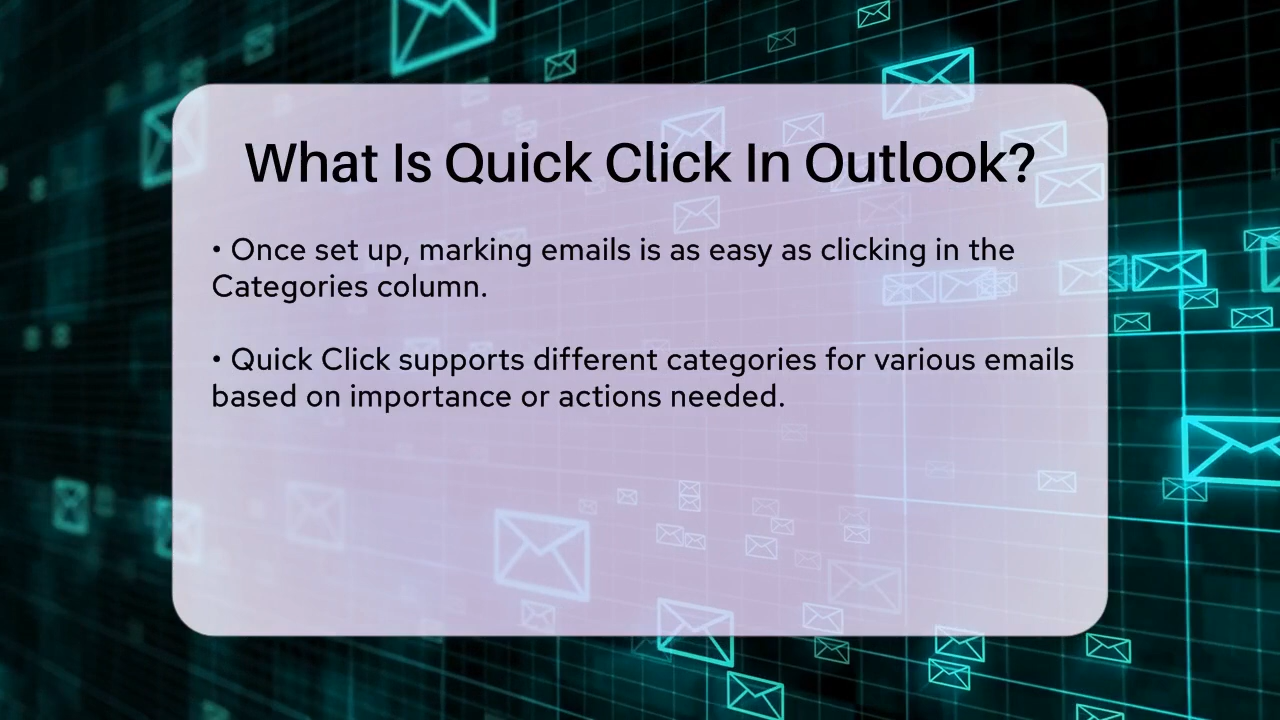 What Is Quick Click In Outlook?
• Once set up, marking emails is as easy as clicking in the
Categories column.
• Quick Click supports different categories for various emails
based on importance or actions needed.